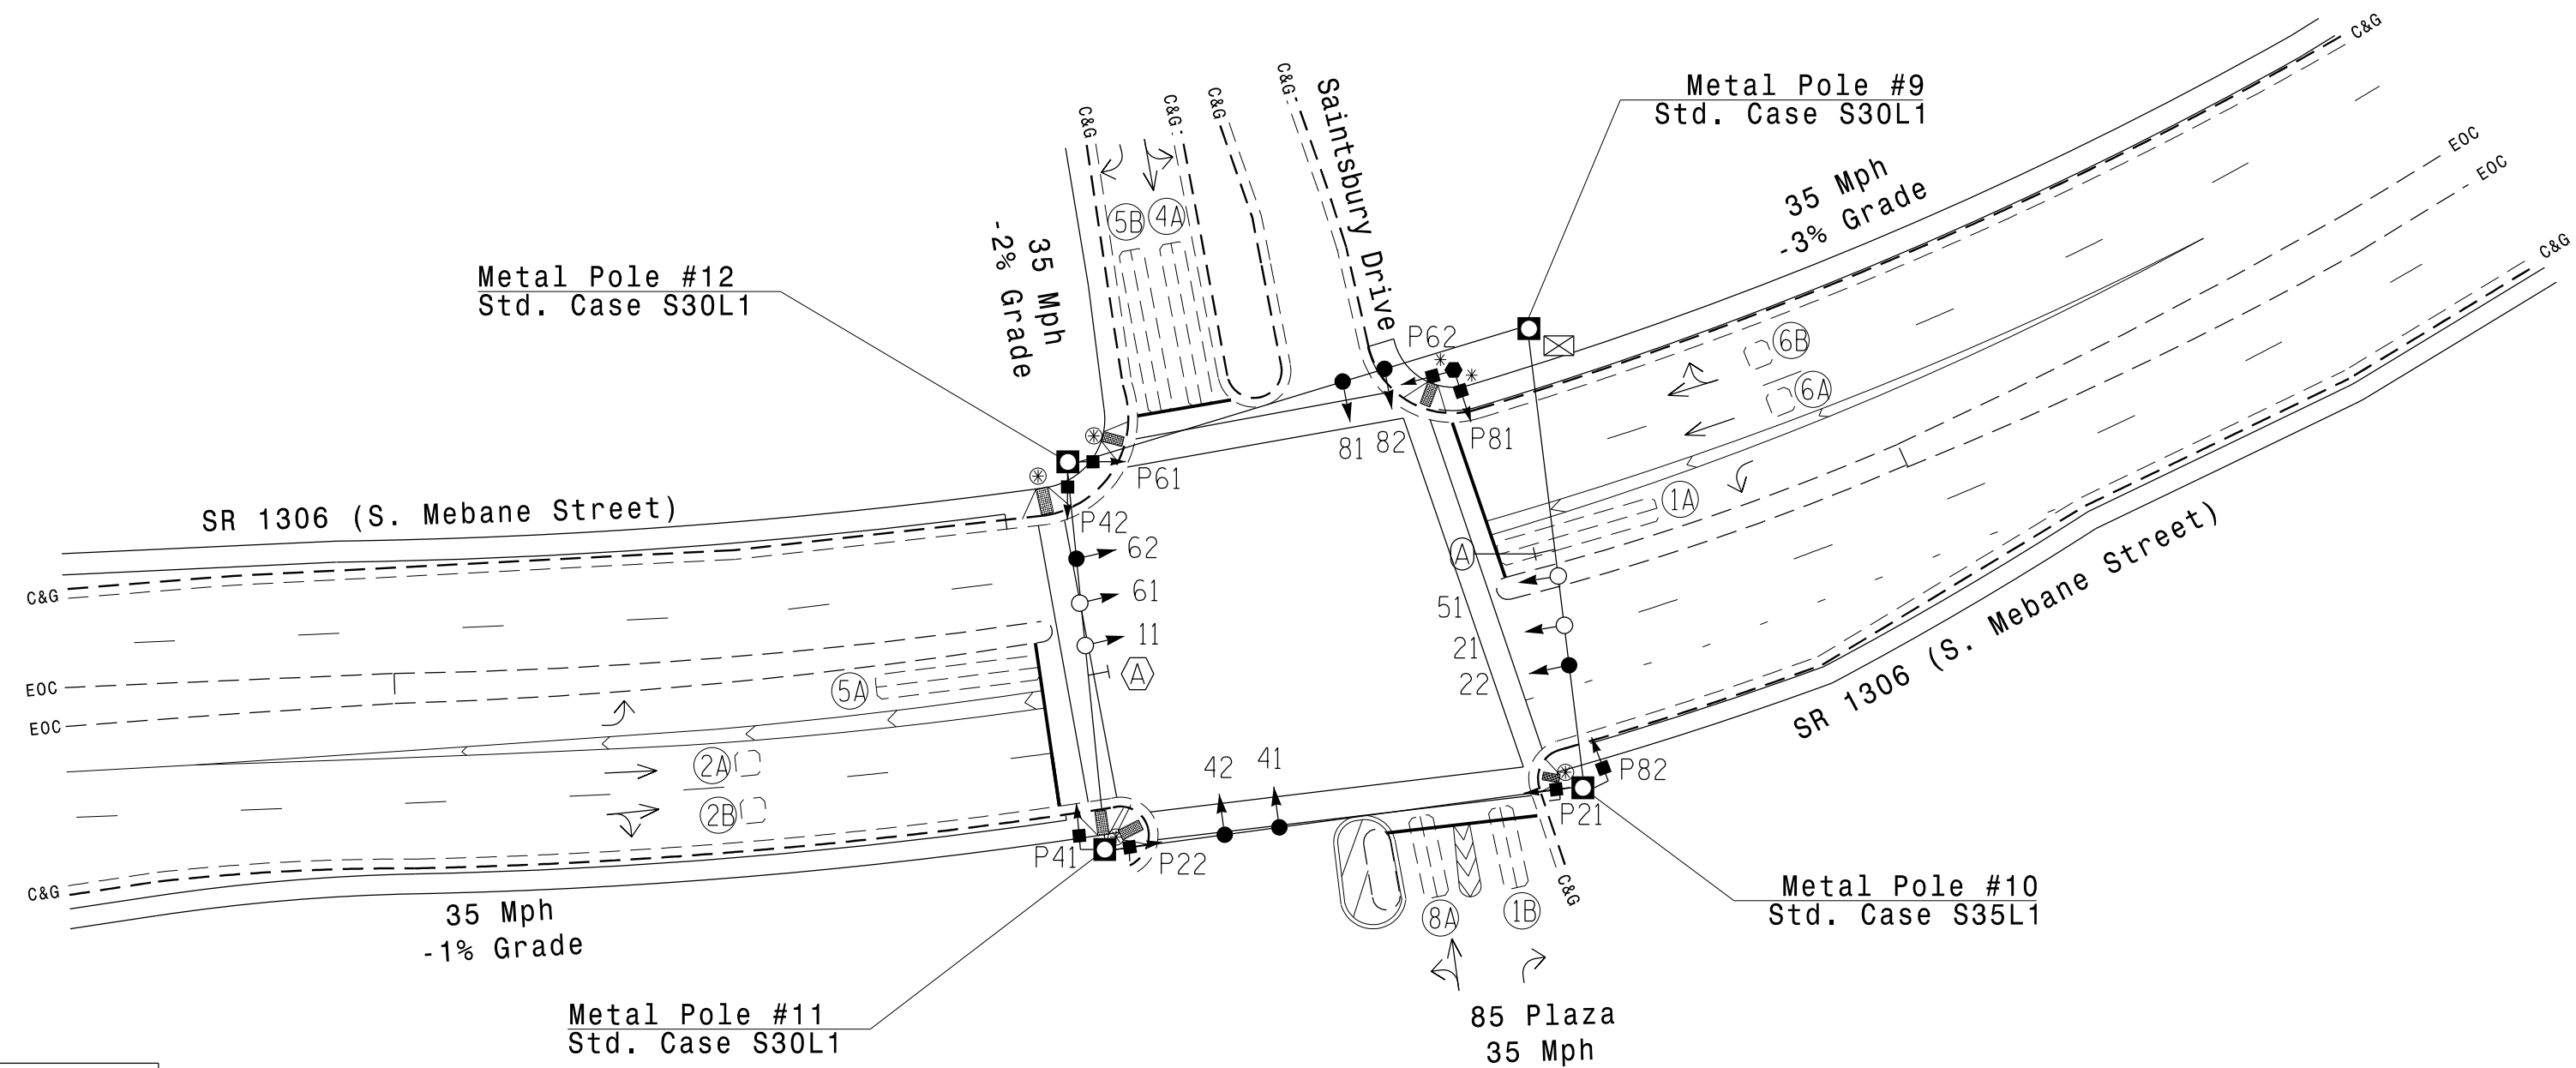 C&G
C&G
C&G
C&G
C&G
Saintsbury Drive
Metal Pole #9
Std. Case S30L1
35 Mph
-3% Grade
EOC
EOC
C&G
5B
4A
35 Mph
-2% Grade
Metal Pole #12
Std. Case S30L1
P62
6B
6A
81
82
P81
P61
1A
SR 1306 (S. Mebane Street)
P42
62
A
61
51
11
21
22
A
C&G
EOC
EOC
5A
2A
2B
SR 1306 (S. Mebane Street)
42
41
P82
P21
P41
P22
C&G
C&G
35 Mph
-1% Grade
8A
1B
Metal Pole #10
Std. Case S35L1
Metal Pole #11
Std. Case S30L1
85 Plaza
35 Mph